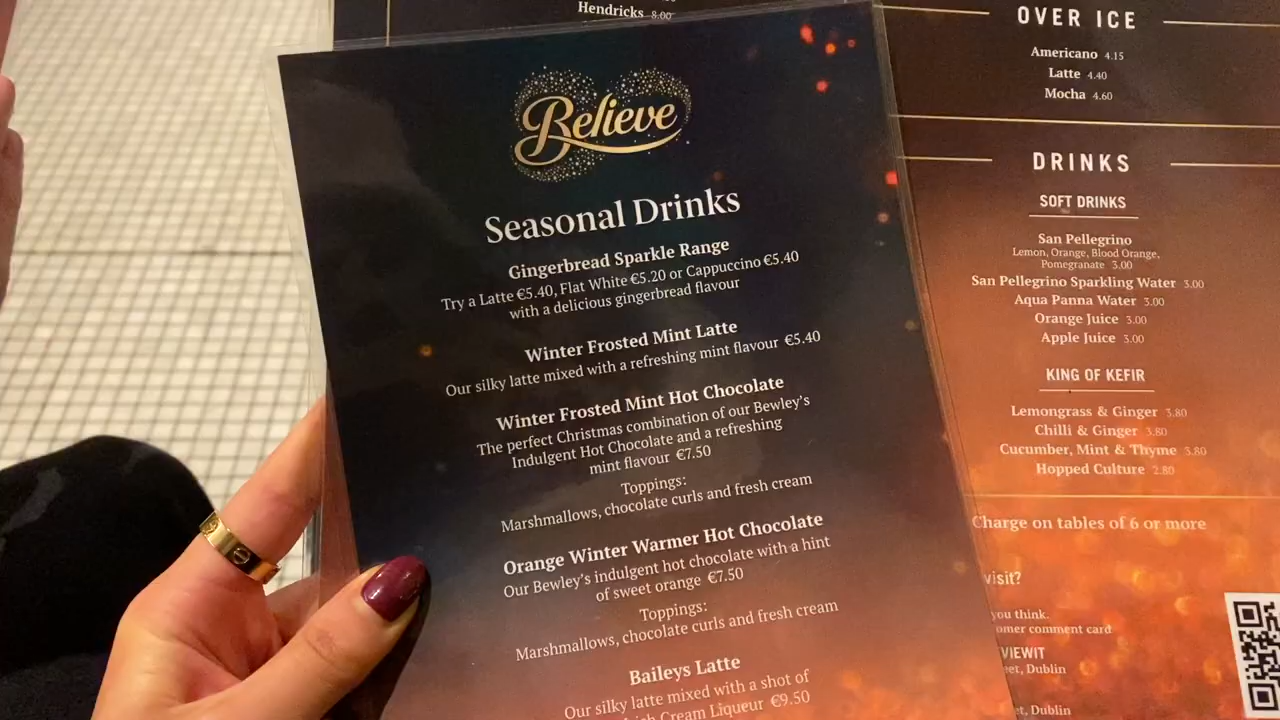 Hendricks 8.00
Believe
Seasonal Drinks
Gingerbread Sparkle Range
Try a Latte €5.40, Flat White €5.20 or Cappuccino €5.40
with a delicious gingerbread flavour
Winter Frosted Mint Latte
Our silky latte mixed with a refreshing mint flavour €5.40
Winter Frosted Mint Hot Chocolate
The perfect Christmas combination of our Bewley's
Indulgent Hot Chocolate and a refreshing
mint flavour €7.50
Toppings:
Marshmallows, chocolate curls and fresh cream
Orange Winter Warmer Hot Chocolate
Our Bewley's indulgent hot chocolate with a hint
of sweet orange €7.50
Toppings:
Marshmallows, chocolate curls and fresh cream
Baileys Latte
Our silky latte mixed with a shot of
Cream Liqueur €9.50
OVER ICE
Americano 4.15
Latte 4.40
Mocha 4.60
DRINKS
SOFT DRINKS
San Pellegrino
Lemon, Orange, Blood Orange,
Pomegranate 3.00
San Pellegrino Sparkling Water 3.00
Aqua Panna Water 3.00
Orange Juice 3.00
Apple Juice 3.00
KING OF KEFIR
Lemongrass & Ginger 3.80
Chilli & Ginger 3.80
Cucumber, Mint & Thyme 3.80
Hopped Culture 2.80
Charge on tables of 6 or more
visit?
you think.
omer comment card
VIEWIT
eet, Dublin
et, Dublin